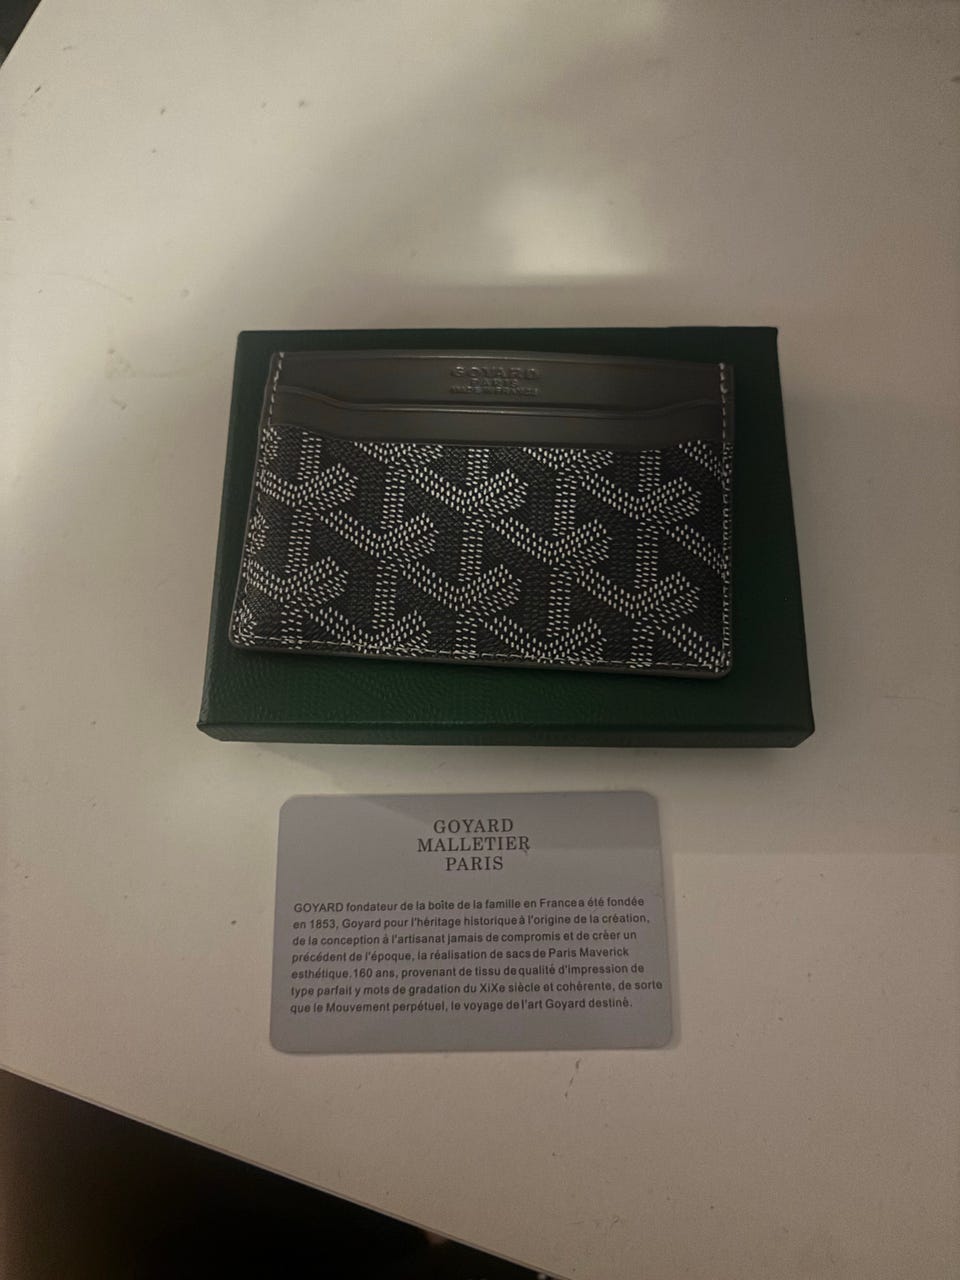 GOYARD
PARIS
MADE IN FRANCE
GOYARD
MALLETIER
PARIS
GOYARD fondateur de la boîte de la famille en Francea été fondée
en 1853, Goyard pour l'héritage historique à l'origine de la création,
de la conception à l'artisanat jamais de compromis et de crèer un
précédent de l'époque, la réalisation de sacs de Paris Maverick
esthétique.160 ans, provenant de tissu de qualité d'impression de
type parfait y mots de gradation du XiXe siècle et cohérente, de sorte
que le Mouvement perpétuel, le voyage de l'art Goyard destiné.